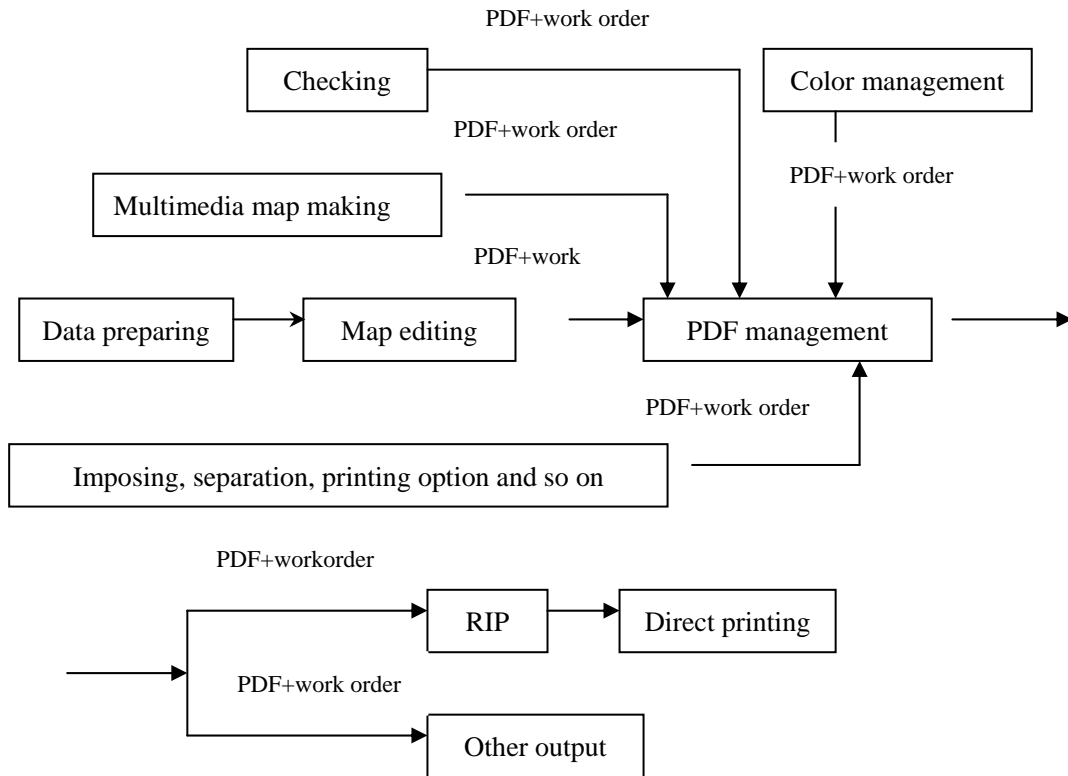 PDF+work order
Checking
Color management
PDF+work order
PDF+work order
Multimedia map making
PDF+work
Data preparing
Map editing
PDF management
PDF+work order
Imposing, separation, printing option and so on
PDF+workorder
RIP
Direct printing
PDF+work order
Other output